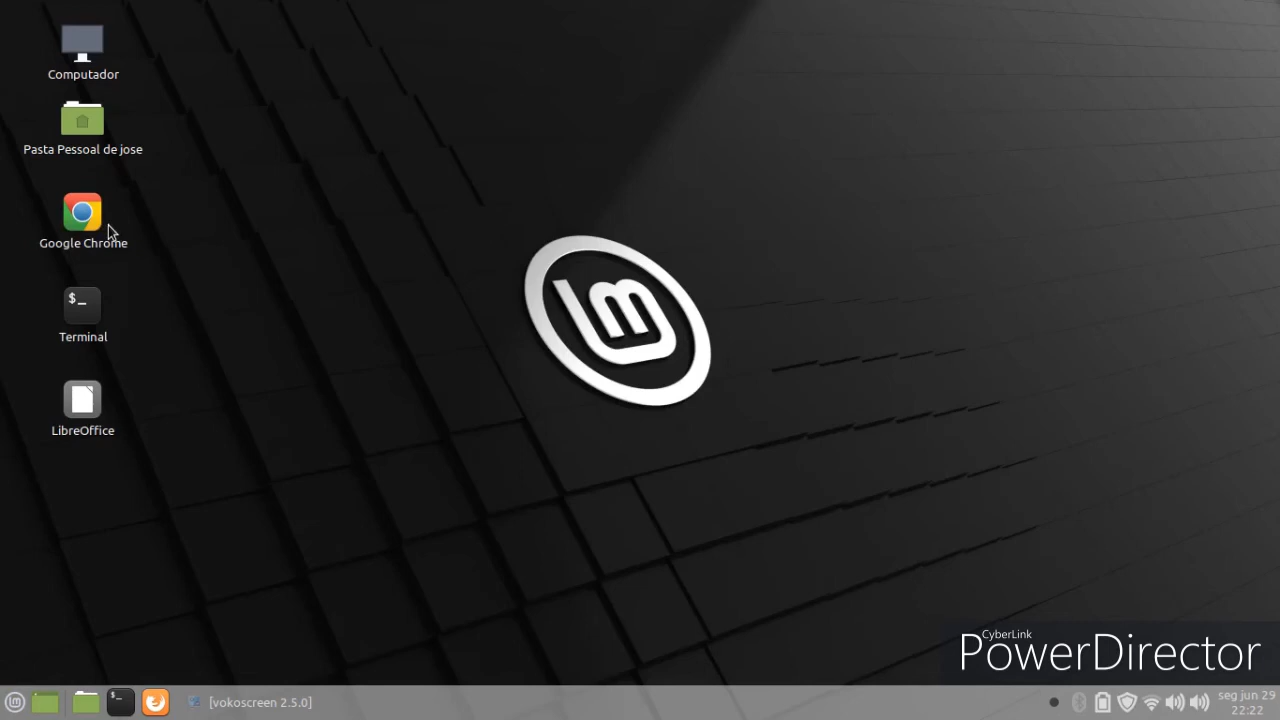 Computador
Pasta Pessoal de jose
Google Chrome
$_
Terminal
LibreOffice
lm
CyberLink
PowerDirector
$_
[vokoscreen 2.5.0]
seg jun 29
22:22